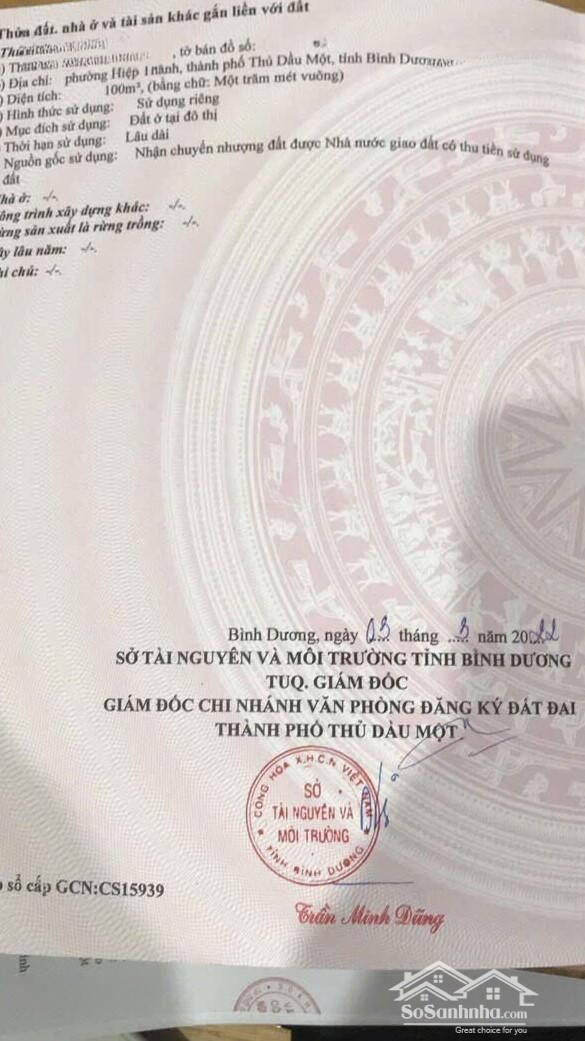 Thửa đất, nhà ở và tài sản khác gắn liền với đất
, tờ bản đồ số:
) Địa chỉ: phường Hiệp Thành, thành phố Thủ Dầu Một, tỉnh Bình Dương
) Diện tích: 100m², (bằng chữ: Một trăm mét vuông)
) Hình thức sử dụng: Sử dụng riêng
) Mục đích sử dụng: Đất ở tại đô thị
) Thời hạn sử dụng: Lâu dài
Nguồn gốc sử dụng: Nhận chuyển nhượng đất được Nhà nước giao đất có thu tiền sử dụng
đất
hà ở: -/-.
ông trình xây dựng khác: -/-.
ừng sản xuất là rừng trồng: -/-.
ây lâu năm: -/-.
hi chú: -/-.
Bình Dương, ngày 03 tháng 3 năm 2022
SỞ TÀI NGUYÊN VÀ MÔI TRƯỜNG TỈNH BÌNH DƯƠNG
TUQ. GIÁM ĐỐC
GIÁM ĐỐC CHI NHÁNH VĂN PHÒNG ĐĂNG KÝ ĐẤT ĐAI
THÀNH PHỐ THỦ DẦU MỘT
CỘNG HÒA X.H.C.N VIỆT NAM
SỞ
TÀI NGUYÊN VÀ
MÔI TRƯỜNG
TỈNH BÌNH DƯƠNG
o sổ cấp GCN:CS15939
Trần Minh Dũng
SoSanhnha.com
Great choice for you